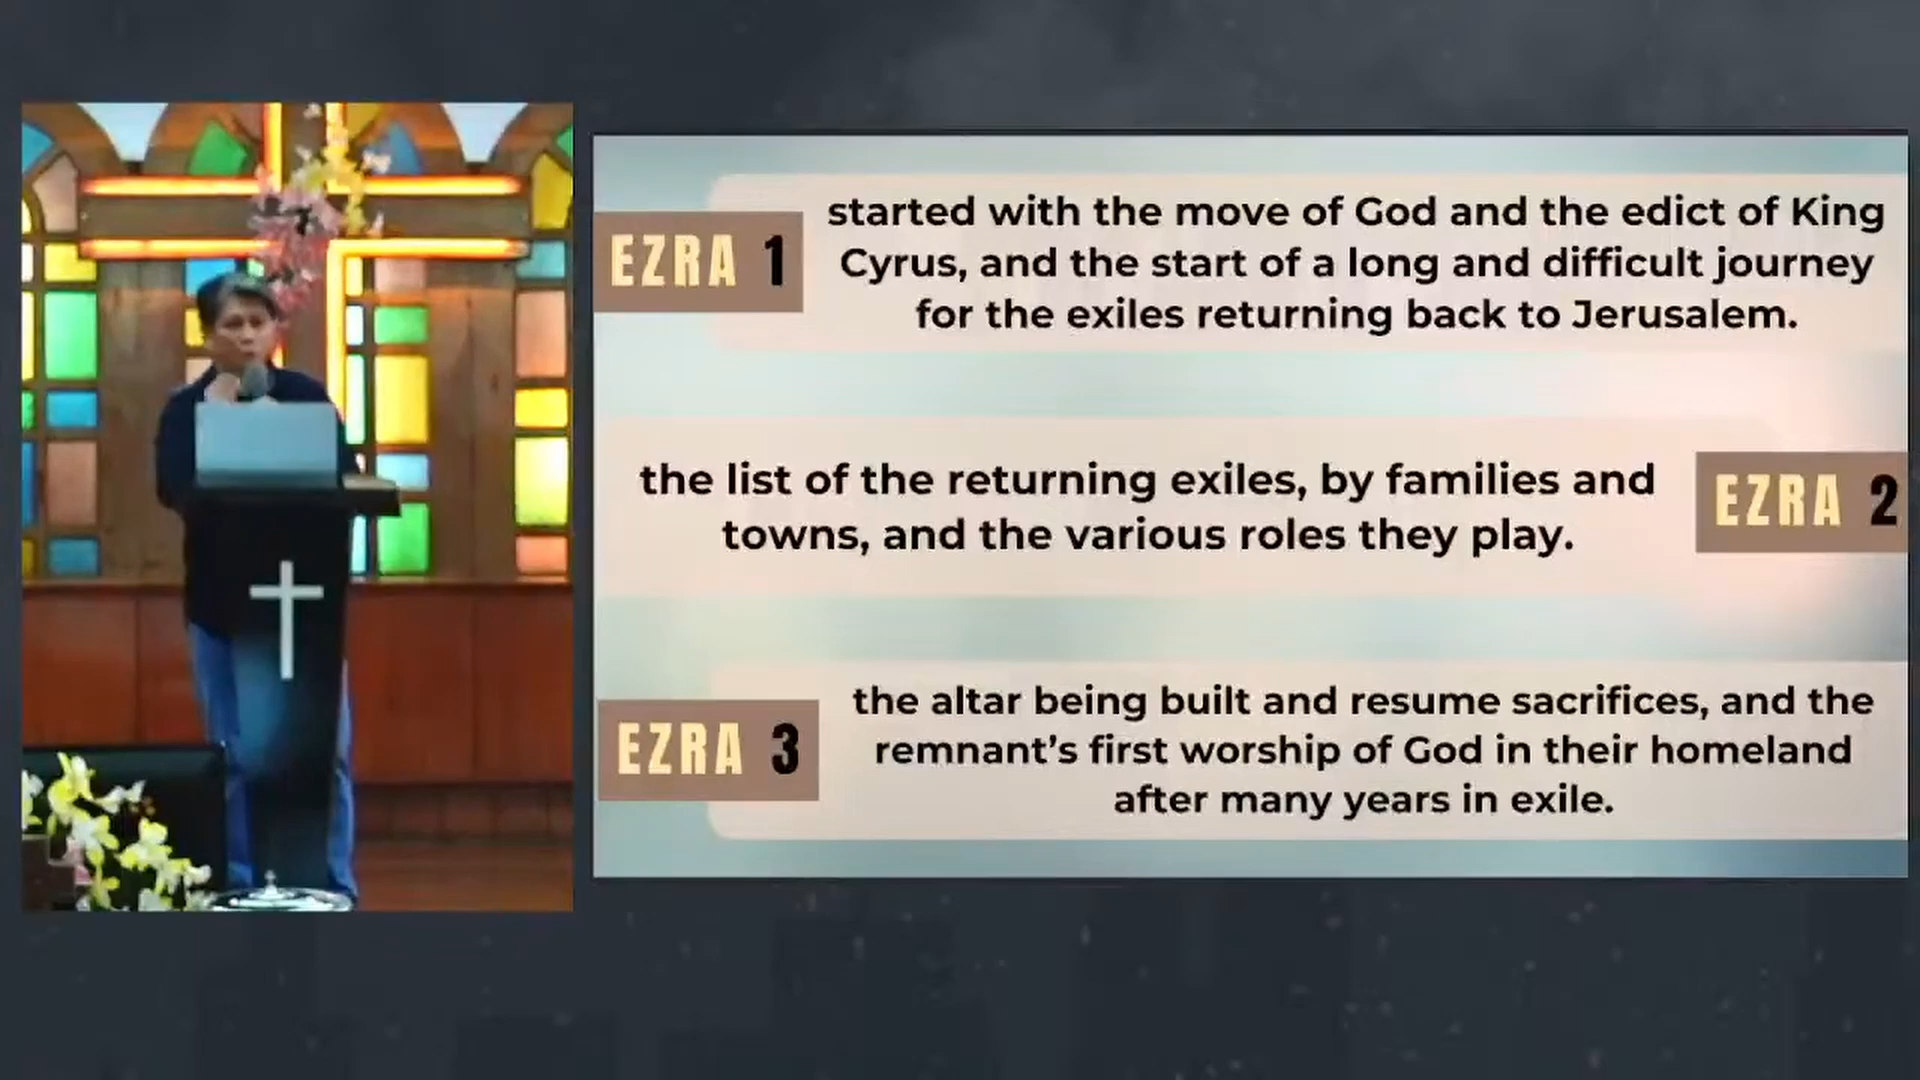 EZRA 1
started with the move of God and the edict of King
Cyrus, and the start of a long and difficult journey
for the exiles returning back to Jerusalem.
the list of the returning exiles, by families and
towns, and the various roles they play.
EZRA 2
EZRA 3
the altar being built and resume sacrifices, and the
remnant’s first worship of God in their homeland
after many years in exile.